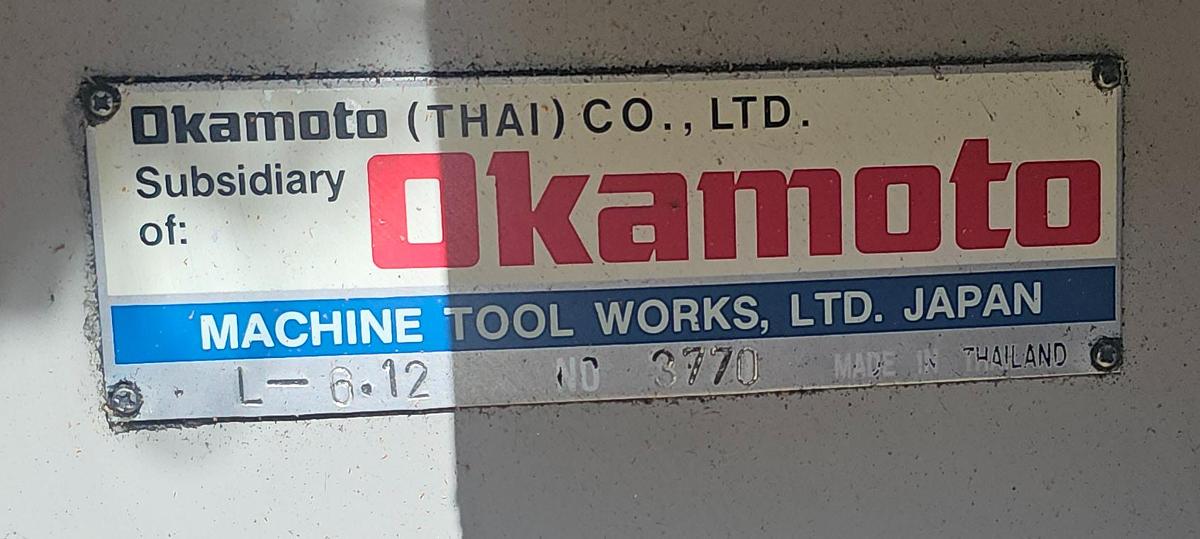 Okamoto (THAI) CO., LTD.
Subsidiary of: Okamoto
MACHINE TOOL WORKS, LTD. JAPAN
L-6·12 NO 3770 MADE IN THAILAND